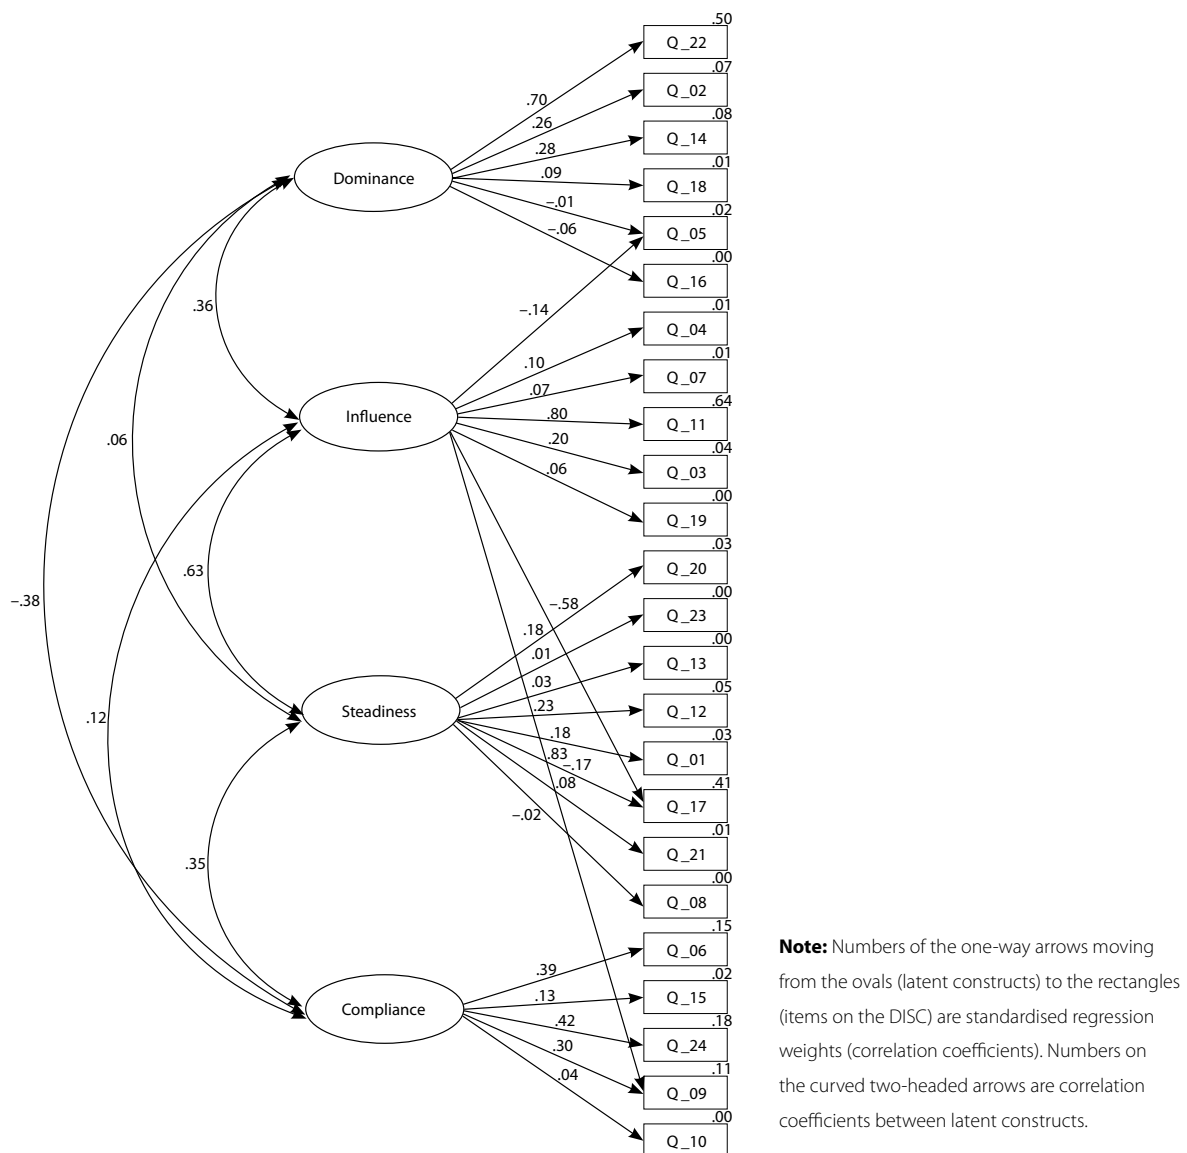 .50
Q_22
.07
Q_02
.70
.08
.26
Q_14
.28
.01
Dominance
.09
Q_18
–.01
.02
–.06
Q_05
.00
Q_16
.36
–.14
.01
Q_04
.10
.01
.07
Q_07
.64
Influence
.80
Q_11
.06
.20
.04
.06
Q_03
.00
Q_19
.03
.63
Q_20
–.38
–.58
.00
.18
Q_23
.01
.00
Q_13
.03
.05
Steadiness
.23
Q_12
.12
.18
.03
.83
Q_01
–.17
.41
.08
Q_17
–.02
.01
Q_21
.35
.00
Q_08
.15
Q_06
.39
.02
.13
Q_15
Compliance
.42
.18
.30
Q_24
.04
.11
Q_09
.00
Q_10
Note: Numbers of the one-way arrows moving
from the ovals (latent constructs) to the rectangles
(items on the DISC) are standardised regression
weights (correlation coefficients). Numbers on
the curved two-headed arrows are correlation
coefficients between latent constructs.